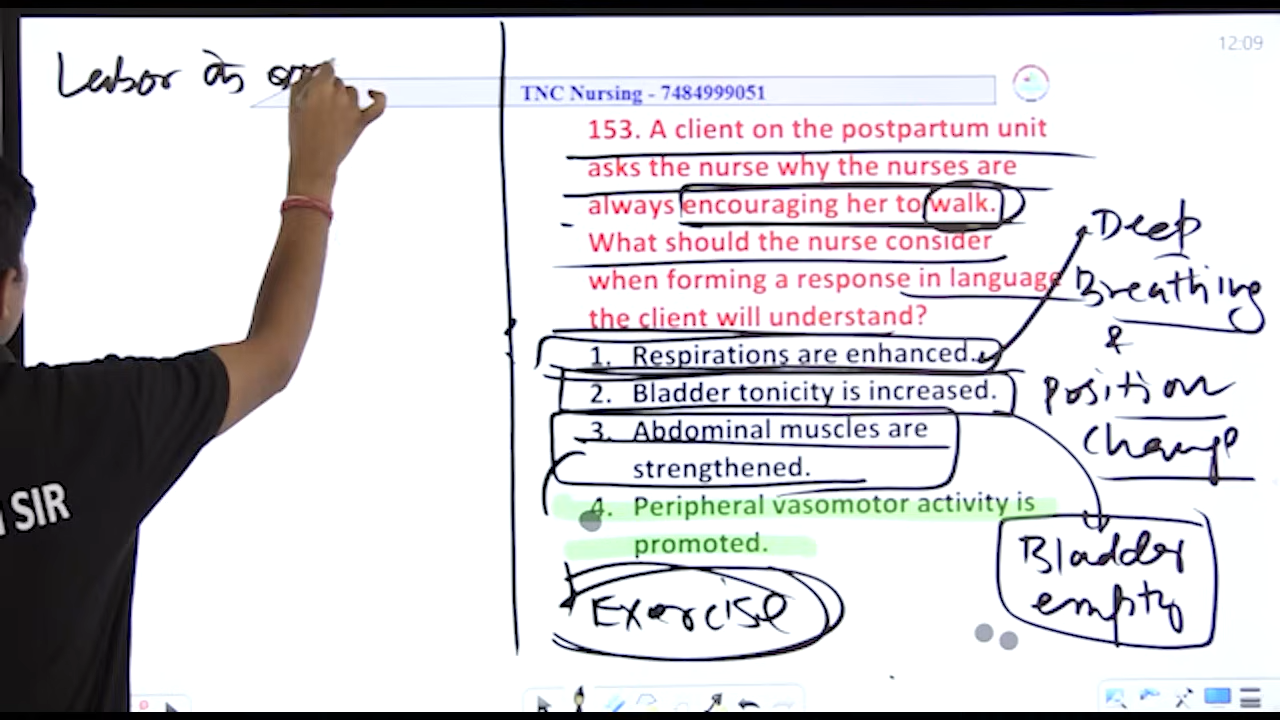 12:09
Labor के
TNC Nursing - 7484999051
153. A client on the postpartum unit
asks the nurse why the nurses are
always encouraging her to walk.
What should the nurse consider
when forming a response in language
the client will understand?
1. Respirations are enhanced.
2. Bladder tonicity is increased.
3. Abdominal muscles are
strengthened.
4. Peripheral vasomotor activity is
promoted.
Exercise
Deep
Breathing
&
Position
Change
Bladder
empty
SIR